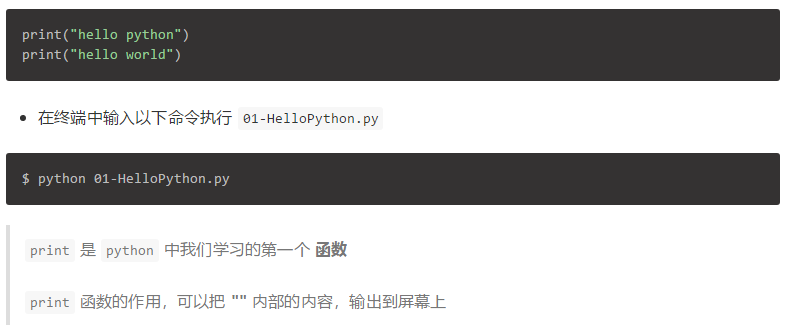 print("hello python")
print("hello world")
在终端中输入以下命令执行 01-HelloPython.py
$ python 01-HelloPython.py
print 是 python 中我们学习的第一个 函数
print 函数的作用，可以把 "" 内部的内容，输出到屏幕上